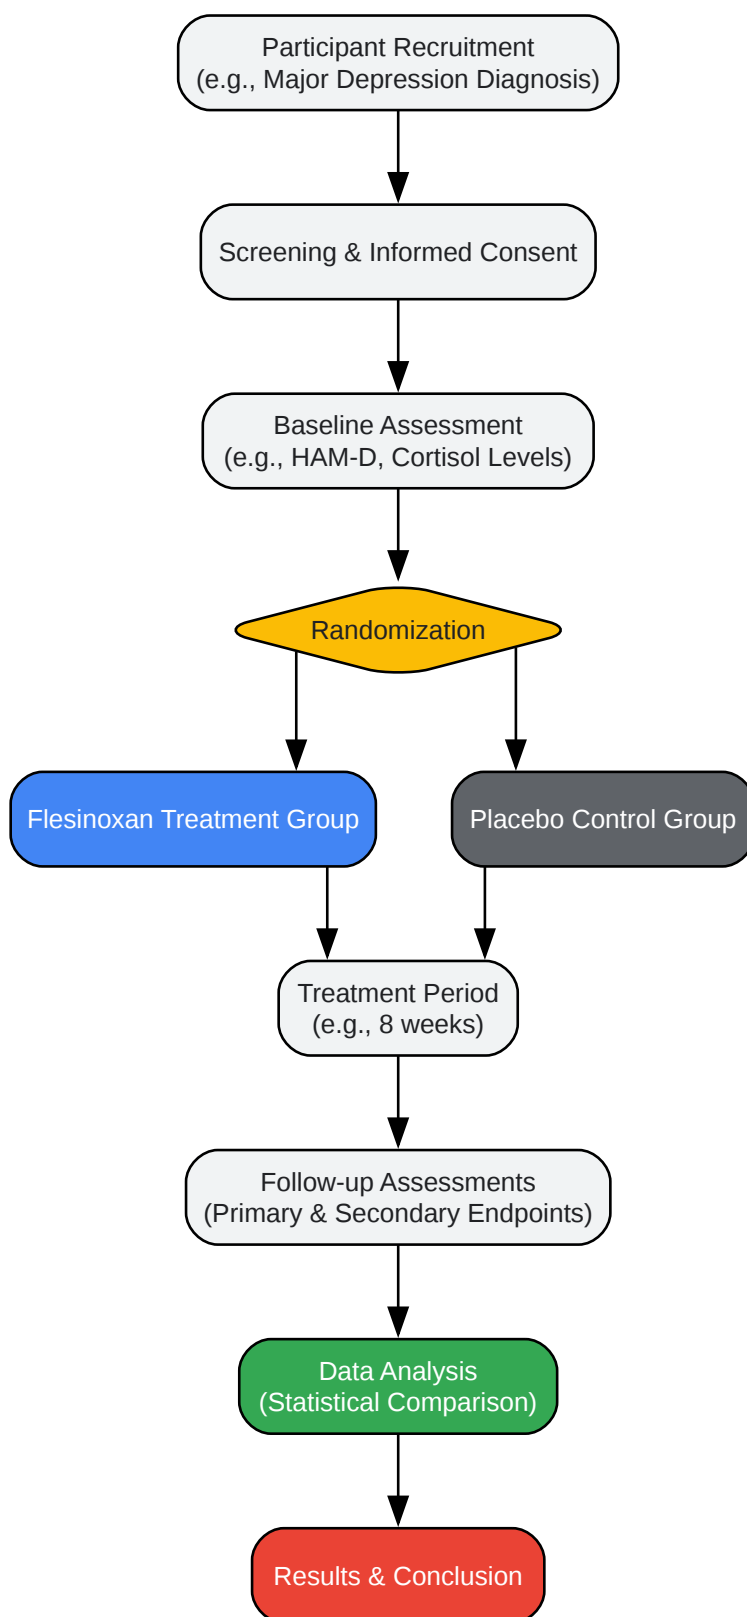 Participant Recruitment
(e.g., Major Depression Diagnosis)
Screening & Informed Consent
Baseline Assessment
(e.g., HAM-D, Cortisol Levels)
Randomization
Flesinoxan Treatment Group
Placebo Control Group
Treatment Period
(e.g., 8 weeks)
Follow-up Assessments
(Primary & Secondary Endpoints)
Data Analysis
(Statistical Comparison)
Results & Conclusion